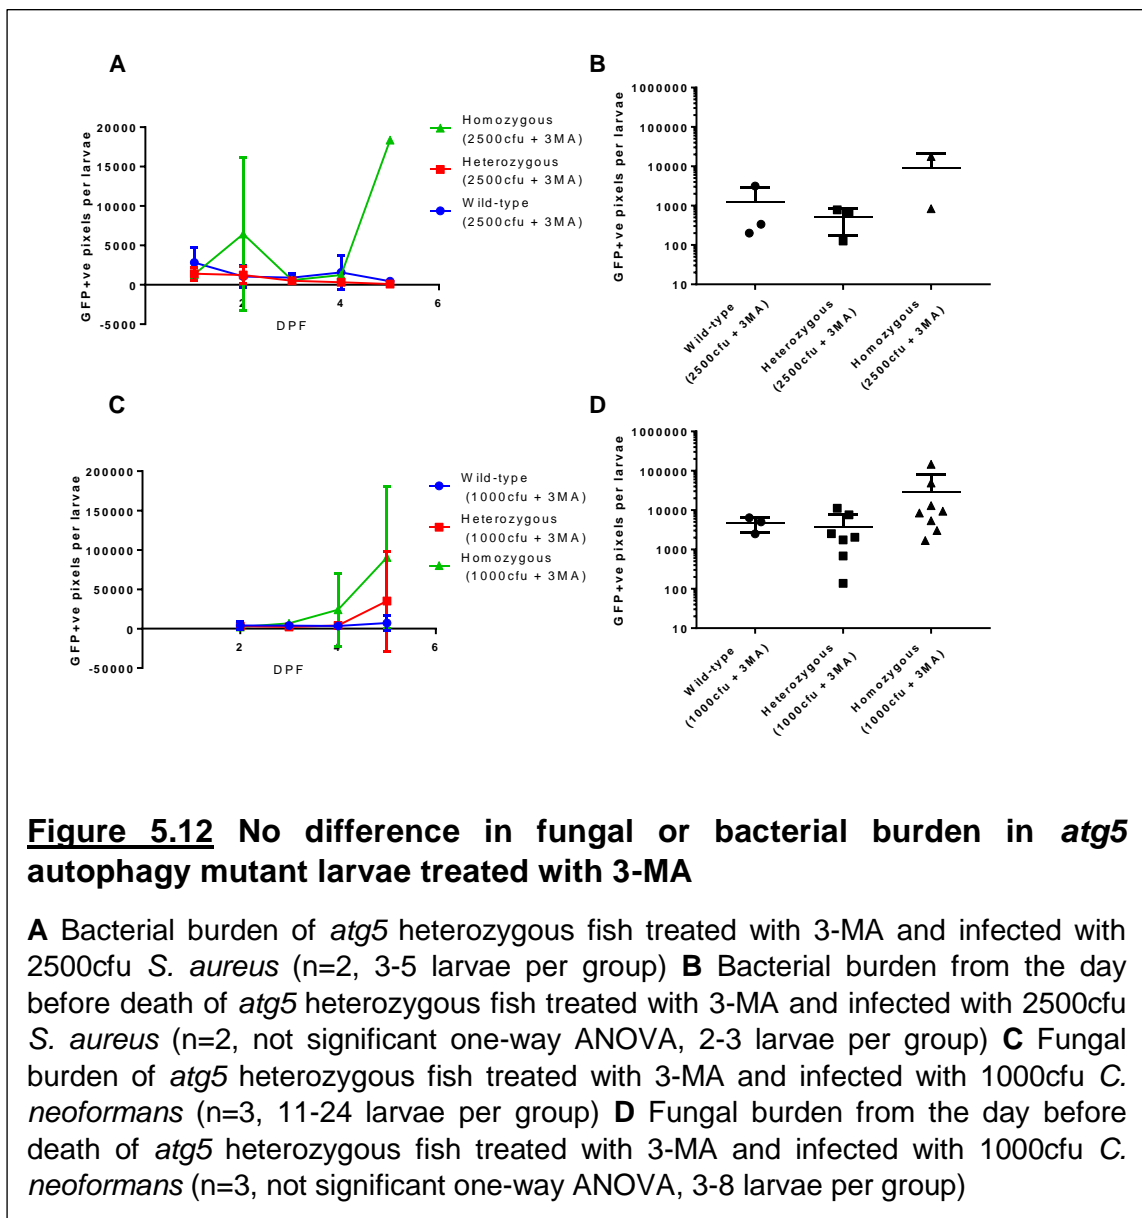 A
GFP+ve pixels per larvae
20000
15000
10000
5000
0
-5000
2
4
6
DPF
Homozygous
(2500cfu + 3MA)
Heterozygous
(2500cfu + 3MA)
Wild-type
(2500cfu + 3MA)
B
GFP+ve pixels per larvae
1000000
100000
10000
1000
100
10
Wild-type
(2500cfu + 3MA)
Heterozygous
(2500cfu + 3MA)
Homozygous
(2500cfu + 3MA)
C
GFP+ve pixels per larvae
200000
150000
100000
50000
0
-50000
2
4
6
DPF
Wild-type
(1000cfu + 3MA)
Heterozygous
(1000cfu + 3MA)
Homozygous
(1000cfu + 3MA)
D
GFP+ve pixels per larvae
1000000
100000
10000
1000
100
10
Wild-type
(1000cfu + 3MA)
Heterozygous
(1000cfu + 3MA)
Homozygous
(1000cfu + 3MA)
Figure 5.12 No difference in fungal or bacterial burden in atg5
autophagy mutant larvae treated with 3-MA
A Bacterial burden of atg5 heterozygous fish treated with 3-MA and infected with
2500cfu S. aureus (n=2, 3-5 larvae per group) B Bacterial burden from the day
before death of atg5 heterozygous fish treated with 3-MA and infected with 2500cfu
S. aureus (n=2, not significant one-way ANOVA, 2-3 larvae per group) C Fungal
burden of atg5 heterozygous fish treated with 3-MA and infected with 1000cfu C.
neoformans (n=3, 11-24 larvae per group) D Fungal burden from the day before
death of atg5 heterozygous fish treated with 3-MA and infected with 1000cfu C.
neoformans (n=3, not significant one-way ANOVA, 3-8 larvae per group)